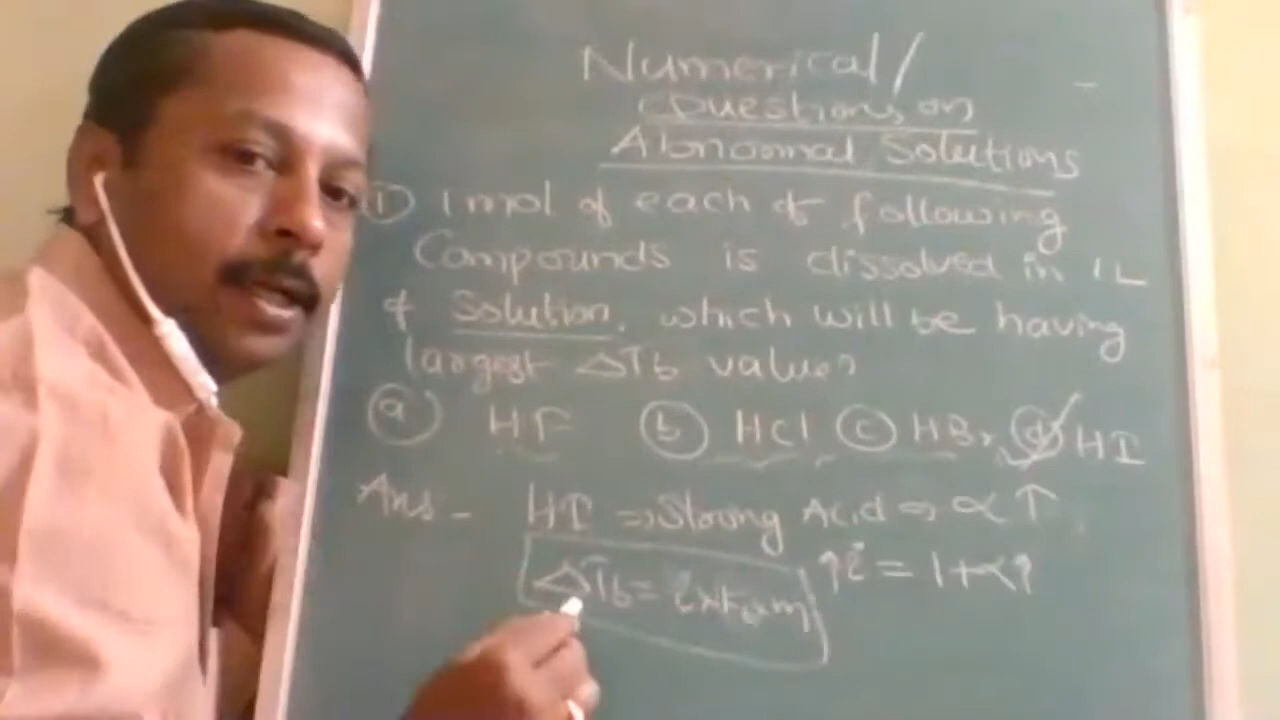 Numerical/
Questions on
Abnormal Solutions
① 1 mol of each of following
Compounds is dissolved in 1L
of Solution, which will be having
largest ΔTb value?
ⓐ HF ⓑ HCl ⓒ HBr ⓓ HI
Ans - HI ⇒ Strong Acid ⇒ α↑
ΔTb = i×Kb×m ↑i = 1+α↑